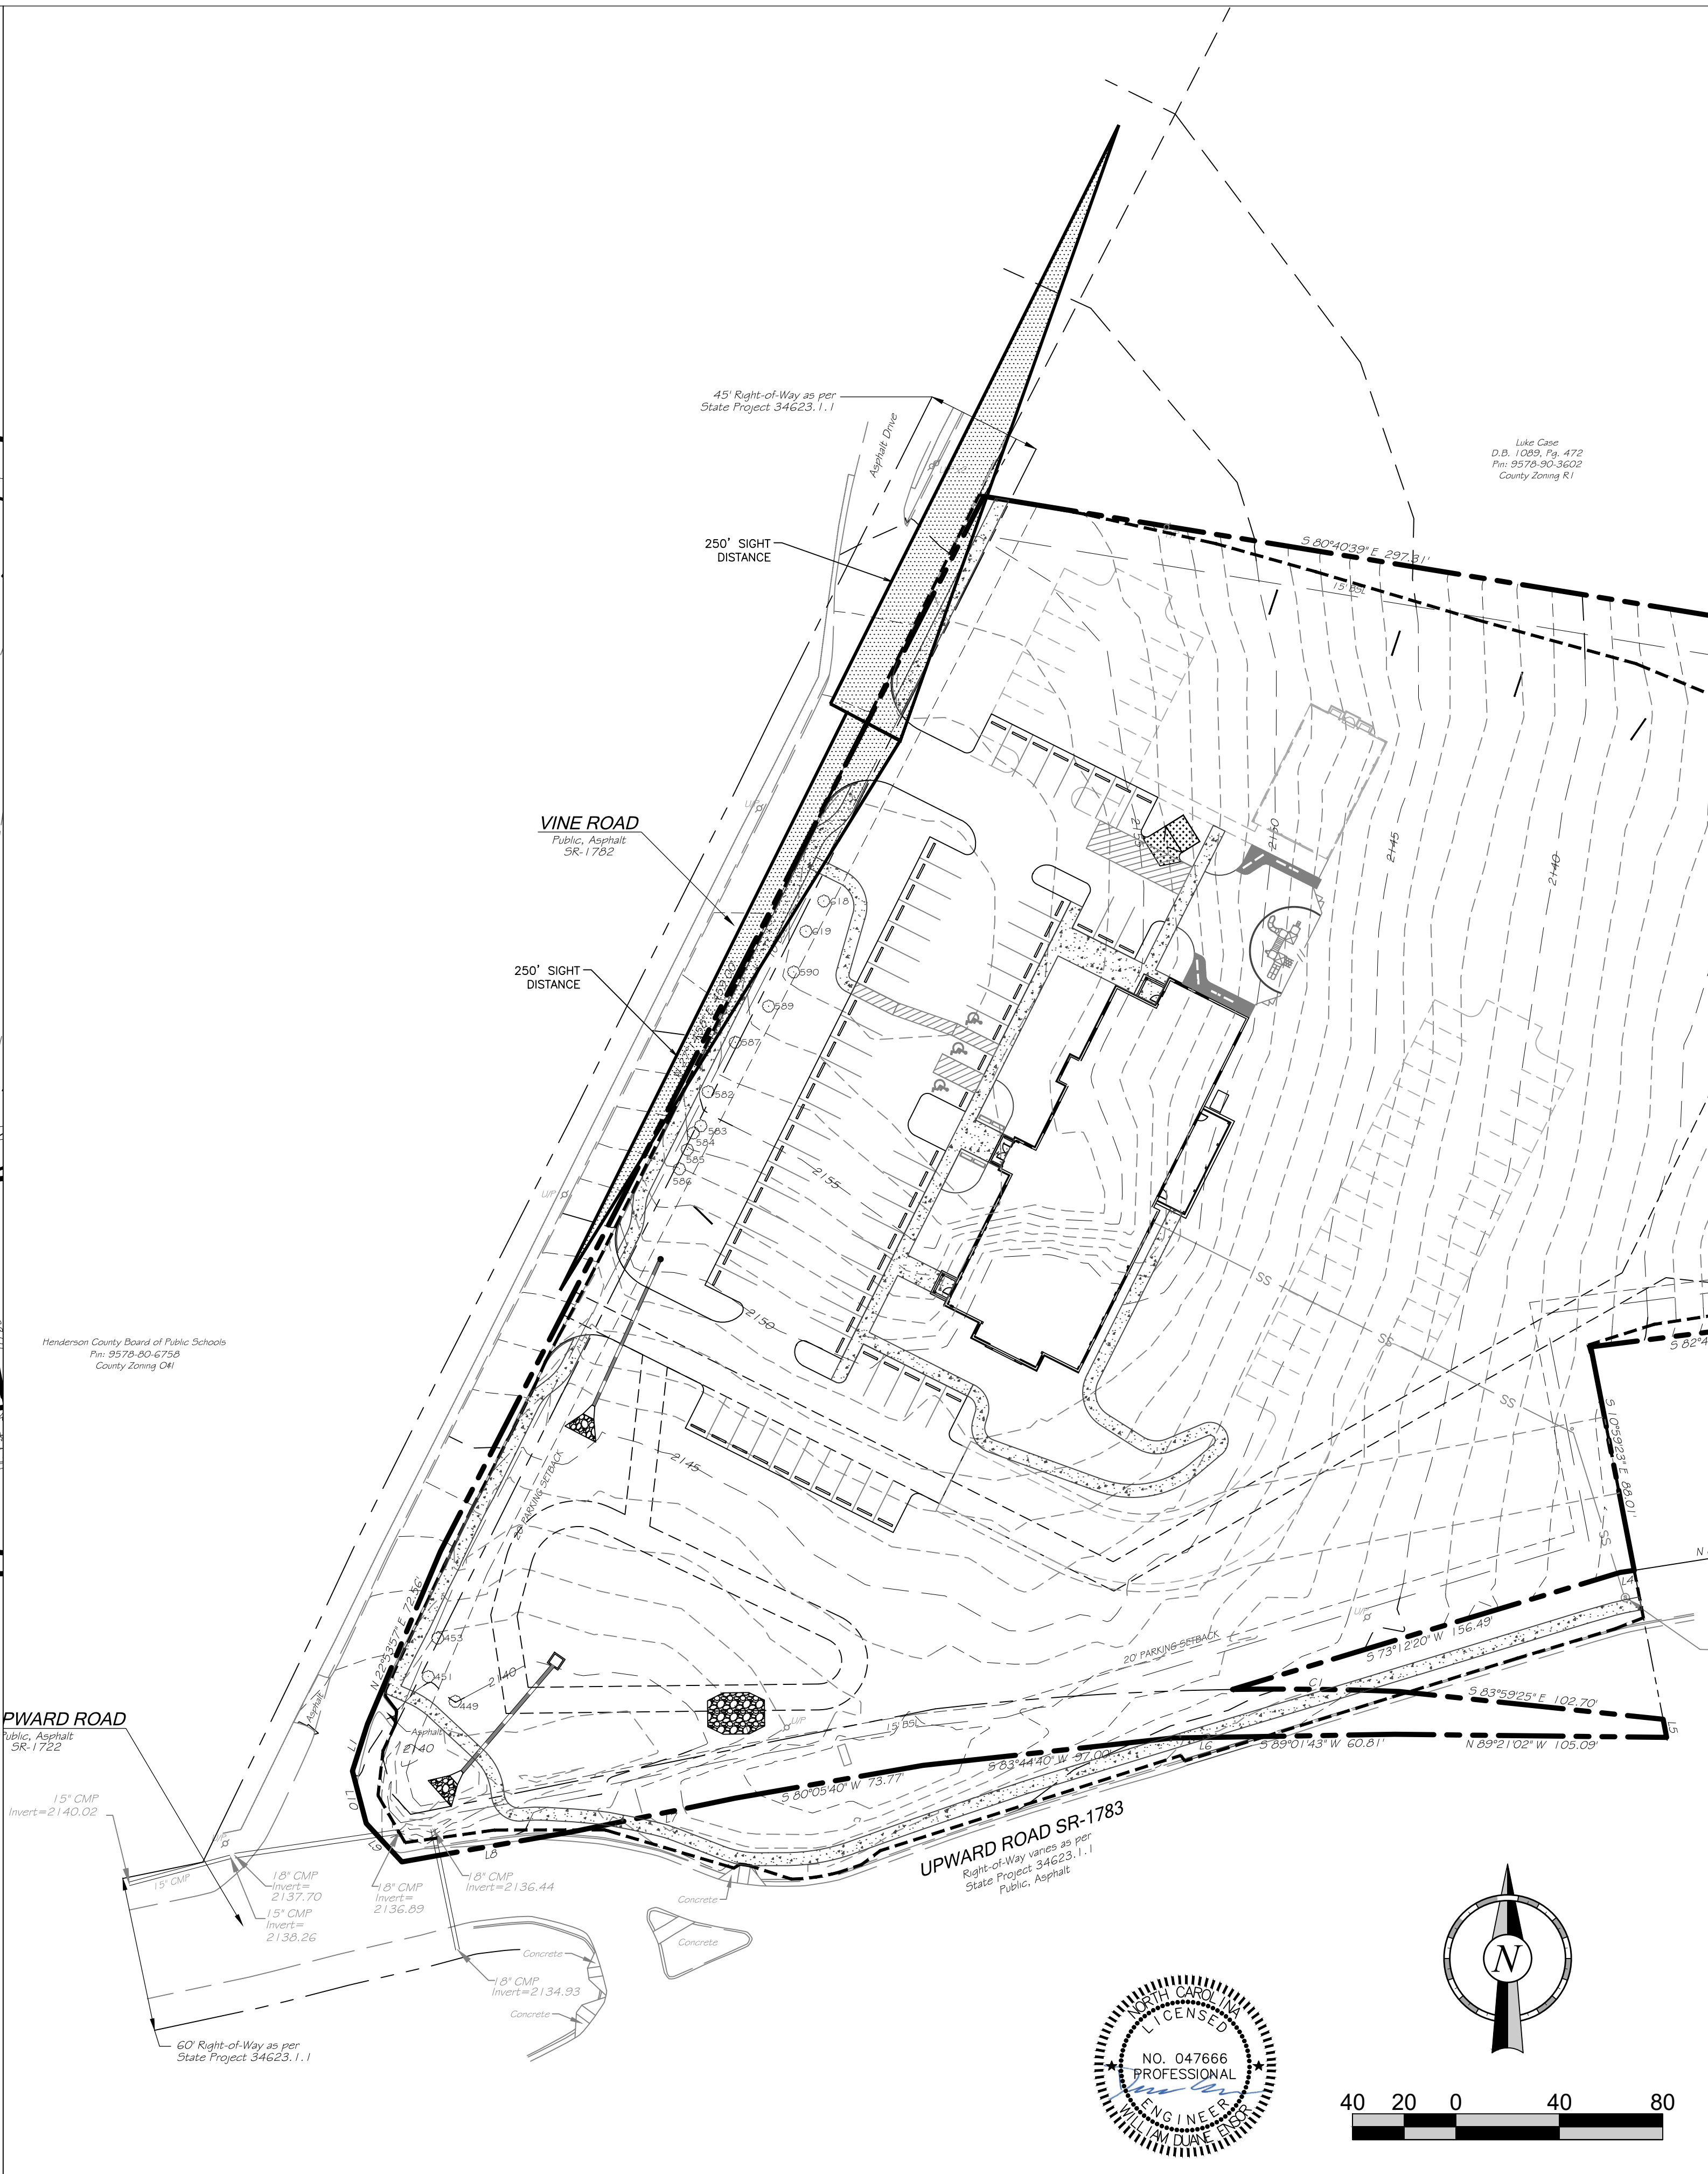 45' Right-of-Way as per
State Project 34623.1.1
Asphalt Drive
Luke Case
D.B. 1089, Pg. 472
Pin: 9578-90-3602
County Zoning R1
250' SIGHT
DISTANCE
S 80°40'39" E 297.31'
15' BSL
VINE ROAD
Public, Asphalt
SR-1782
U/P
2155
2150
2145
2140
618
619
590
589
587
582
583
584
585
586
250' SIGHT
DISTANCE
U/P
2155
2150
SS
SS
SS
SS
S 82°4
S 10°59'23" E 88.01'
Henderson County Board of Public Schools
Pin: 9578-80-6758
County Zoning O&I
2145
20' PARKING SETBACK
N 22°53'57" E 72.56'
453
451
449
2140
Asphalt
Asphalt
2140
L1
L10
L9
L8
U/P
15' BSL
20' PARKING SETBACK
U/P
S 73°12'20" W 156.49'
L4
N
C1
S 83°59'25" E 102.70'
L5
L6
S 89°01'43" W 60.81'
N 89°21'02" W 105.09'
S 83°44'40" W 97.00'
S 80°05'40" W 73.77'
PWARD ROAD
Public, Asphalt
SR-1722
15" CMP
Invert=2140.02
U/P
15" CMP
18" CMP
Invert=
2137.70
15" CMP
Invert=
2138.26
18" CMP
Invert=
2136.89
18" CMP
Invert=2136.44
18" CMP
Invert=2134.93
Concrete
Concrete
Concrete
Concrete
UPWARD ROAD SR-1783
Right-of-Way varies as per
State Project 34623.1.1
Public, Asphalt
60' Right-of-Way as per
State Project 34623.1.1
NORTH CAROLINA
LICENSED
NO. 047666
PROFESSIONAL
ENGINEER
WILLIAM DUANE ENSOR
N
40 20 0 40 80